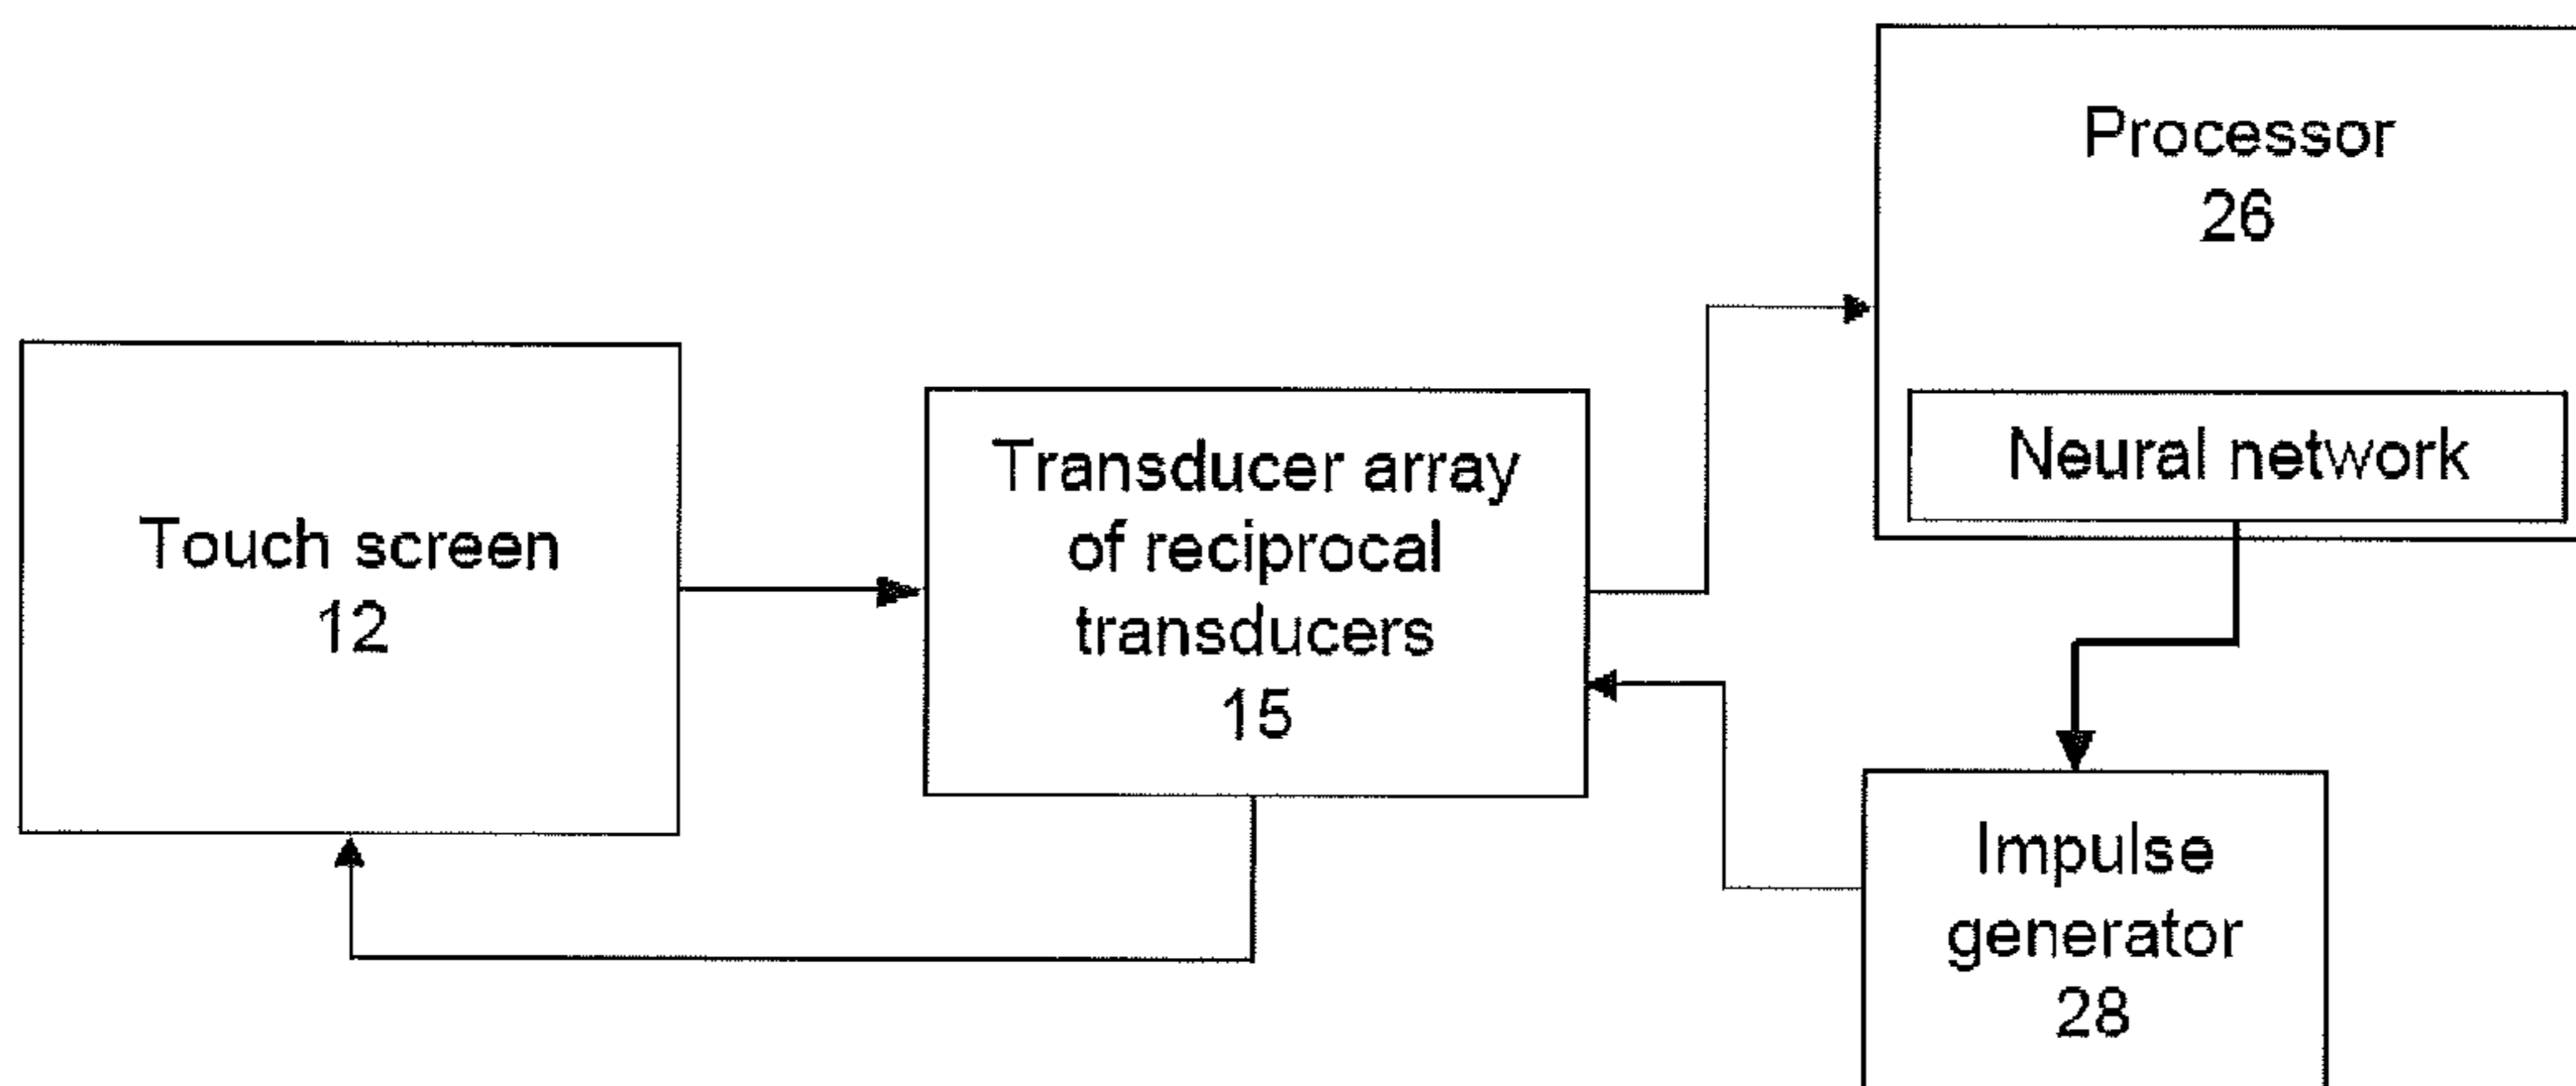 Processor
26
Neural network
Touch screen
12
Transducer array
of reciprocal
transducers
15
Impulse
generator
28